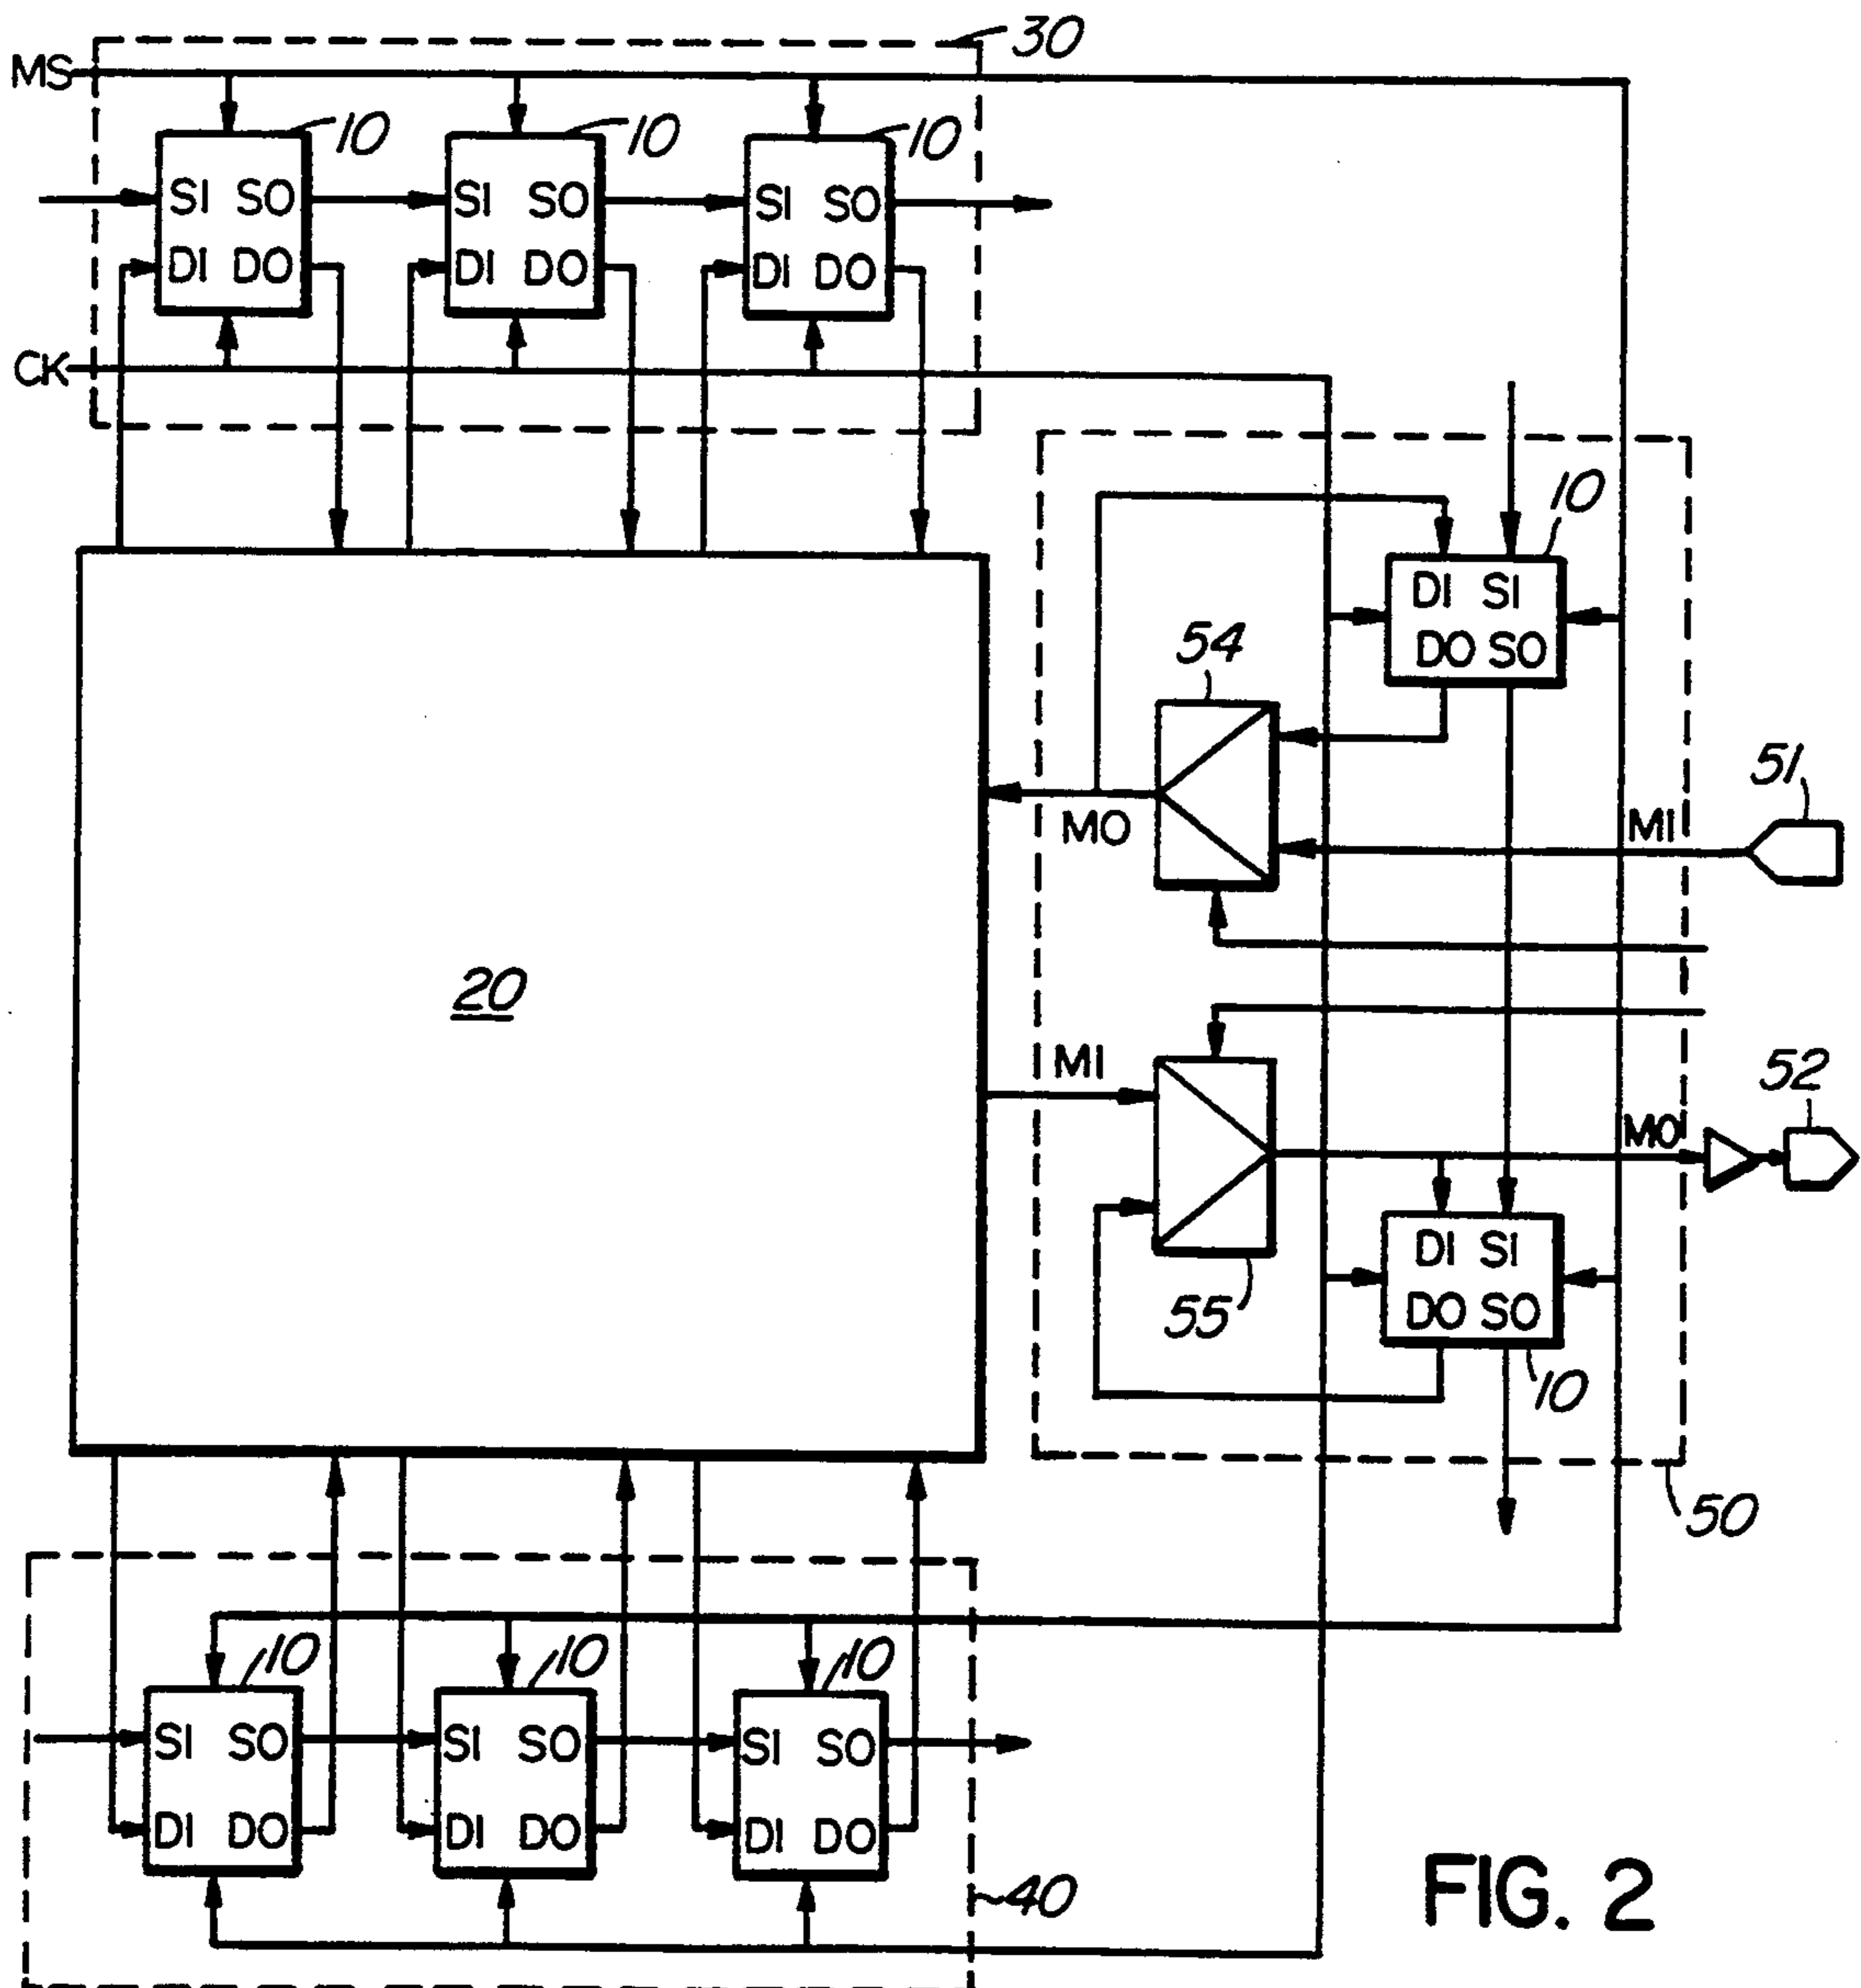 30
MS
10 10 10
SI SO SI SO SI SO
DI DO DI DO DI DO
CK
10
DI SI
DO SO
54
51
MO
MI
20
MI
52
MO
DI SI
DO SO
55
10
50
10 10 10
SI SO SI SO SI SO
DI DO DI DO DI DO
40
FIG. 2